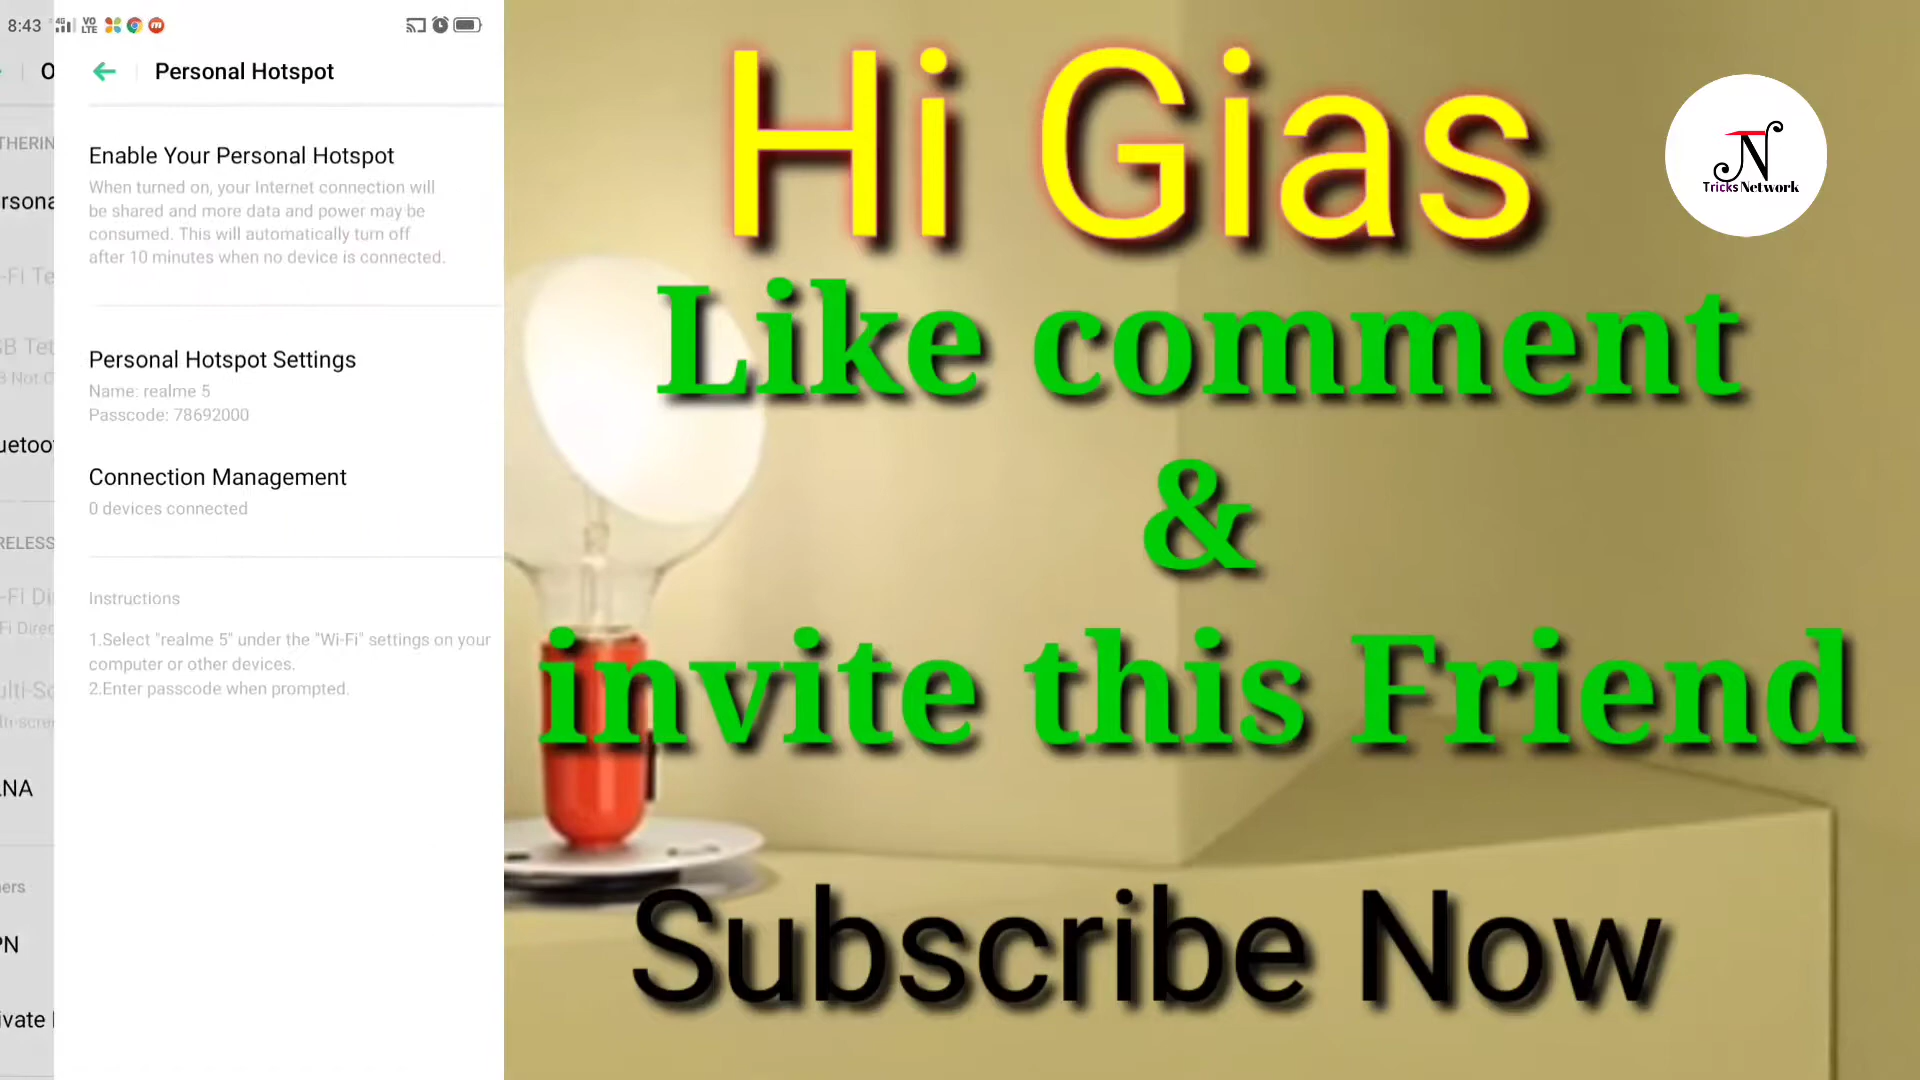 8:43 4G VO LTE
Personal Hotspot
Enable Your Personal Hotspot
When turned on, your Internet connection will
be shared and more data and power may be
consumed. This will automatically turn off
after 10 minutes when no device is connected.
Personal Hotspot Settings
Name: realme 5
Passcode: 78692000
Connection Management
0 devices connected
Instructions
1.Select "realme 5" under the "Wi-Fi" settings on your
computer or other devices.
2.Enter passcode when prompted.
Hi Gias
Like comment
&
invite this Friend
Subscribe Now
N
Tricks Network